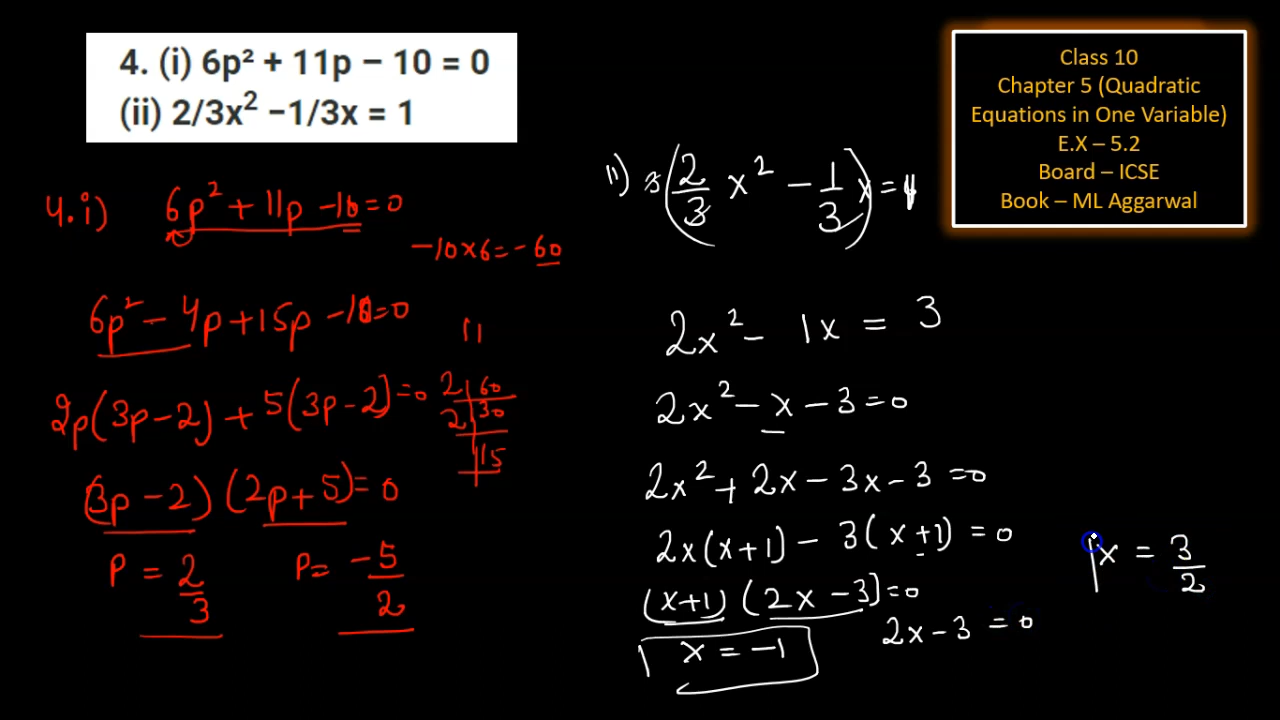 4. (i) 6p² + 11p − 10 = 0
(ii) 2/3x² −1/3x = 1
Class 10
Chapter 5 (Quadratic
Equations in One Variable)
E.X – 5.2
Board – ICSE
Book – ML Aggarwal
4.i) 6p² + 11p − 10 = 0
−10×6 = −60
6p² − 4p + 15p − 10 = 0
11
2p(3p − 2) + 5(3p − 2) = 0
2 | 60
2 | 30
15
(3p − 2) (2p + 5) = 0
P = 2/3 P = −5/2
ii) 3(2/3 x² − 1/3 x) =
2x² − 1x = 3
2x² − x − 3 = 0
2x² + 2x − 3x − 3 = 0
2x(x+1) − 3(x+1) = 0
(x+1) (2x − 3) = 0
x = −1
2x − 3 = 0
x = 3/2